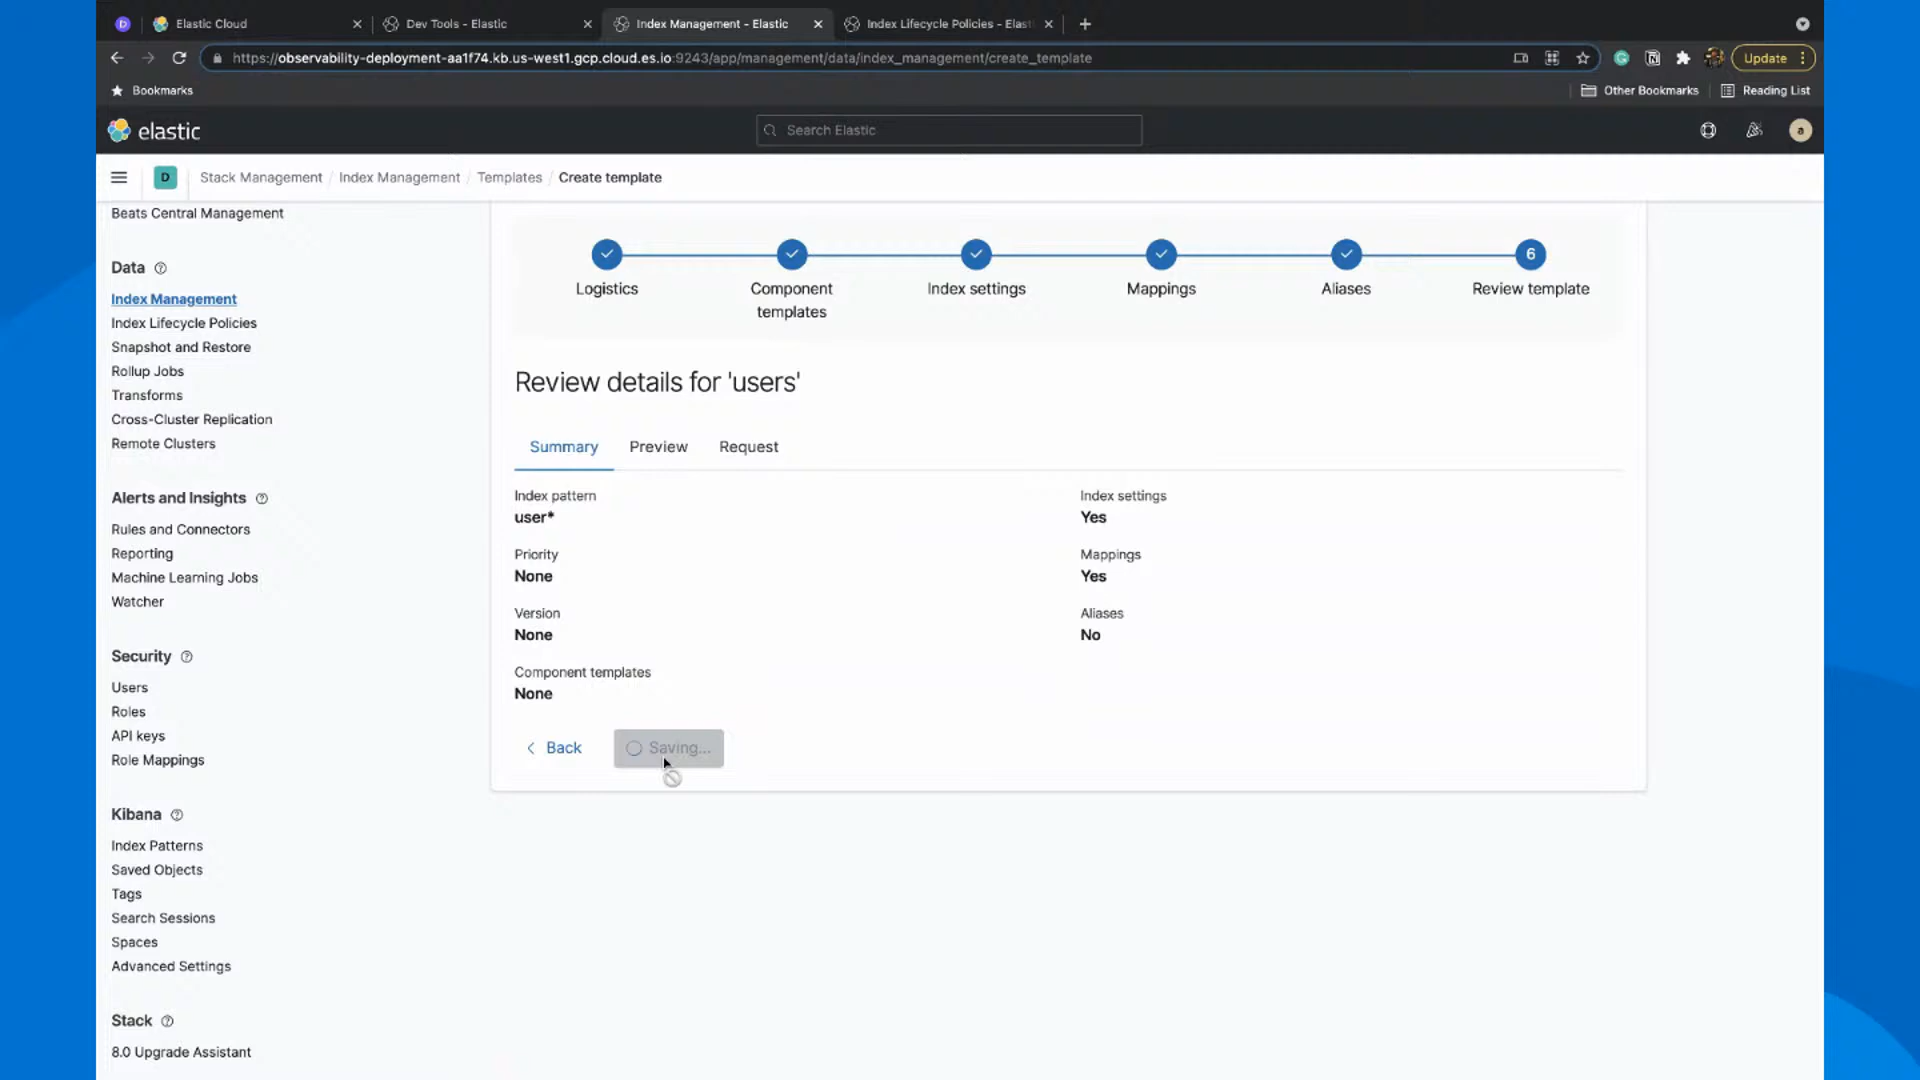 D
Elastic Cloud
Dev Tools - Elastic
Index Management - Elastic
Index Lifecycle Policies - Elast
https://observability-deployment-aa1f74.kb.us-west1.gcp.cloud.es.io:9243/app/management/data/index_management/create_template
Update
Bookmarks
Other Bookmarks
Reading List
elastic
Search Elastic
a
D
Stack Management / Index Management / Templates / Create template
Beats Central Management
Data
Index Management
Index Lifecycle Policies
Snapshot and Restore
Rollup Jobs
Transforms
Cross-Cluster Replication
Remote Clusters
Alerts and Insights
Rules and Connectors
Reporting
Machine Learning Jobs
Watcher
Security
Users
Roles
API keys
Role Mappings
Kibana
Index Patterns
Saved Objects
Tags
Search Sessions
Spaces
Advanced Settings
Stack
8.0 Upgrade Assistant
6
Logistics
Component
templates
Index settings
Mappings
Aliases
Review template
Review details for 'users'
Summary
Preview
Request
Index pattern
user*
Priority
None
Version
None
Component templates
None
Index settings
Yes
Mappings
Yes
Aliases
No
Back
Saving...